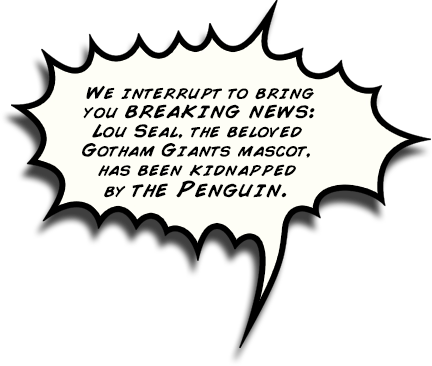 We interrupt to bring
you BREAKING NEWS:
Lou Seal, the beloved
Gotham Giants mascot,
has been kidnapped
by the Penguin.